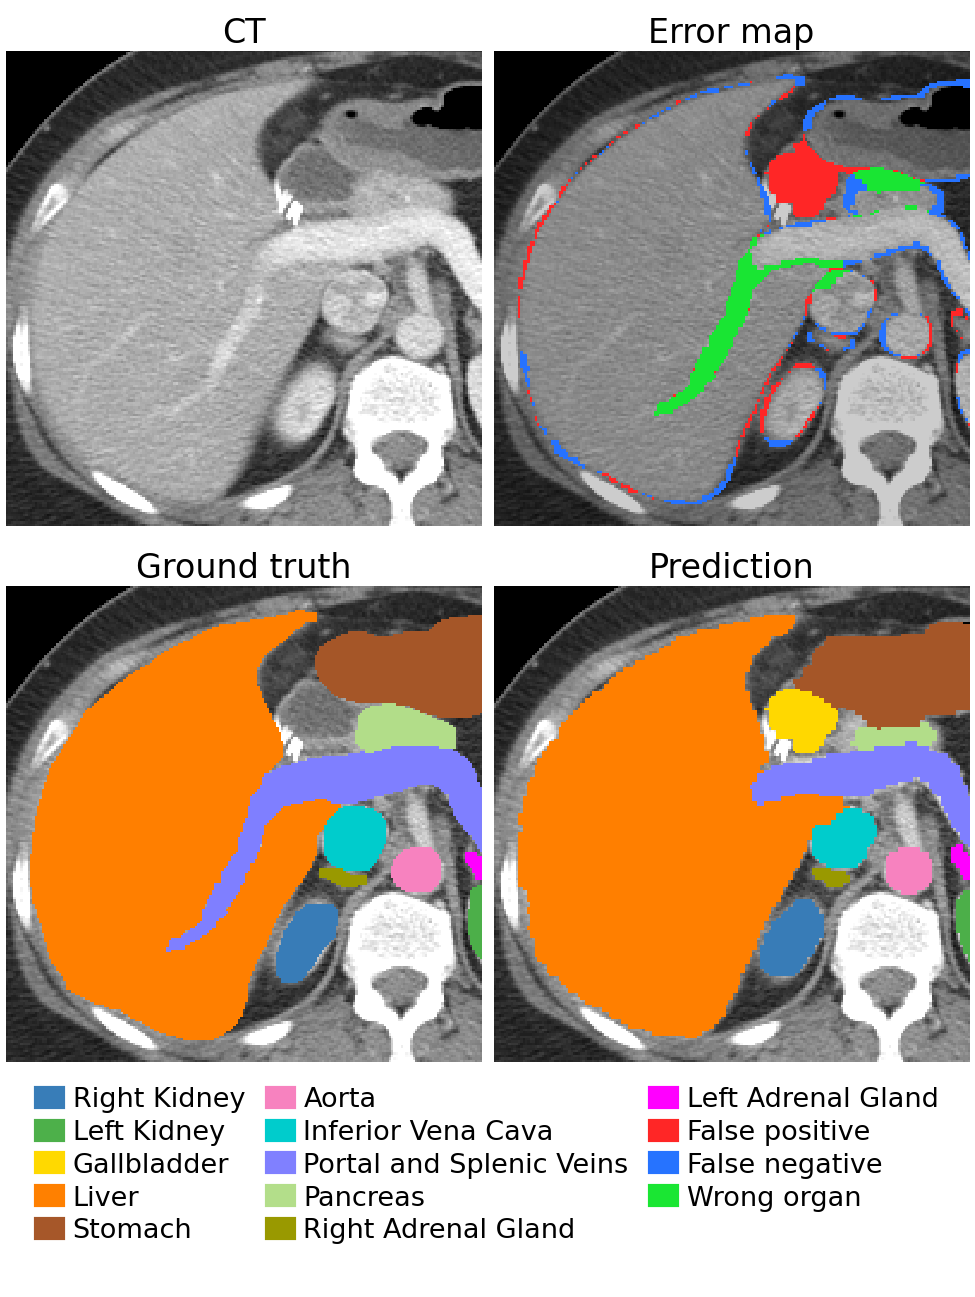 CT
Error map
Ground truth
Prediction
Right Kidney
Left Kidney
Gallbladder
Liver
Stomach
Aorta
Inferior Vena Cava
Portal and Splenic Veins
Pancreas
Right Adrenal Gland
Left Adrenal Gland
False positive
False negative
Wrong organ